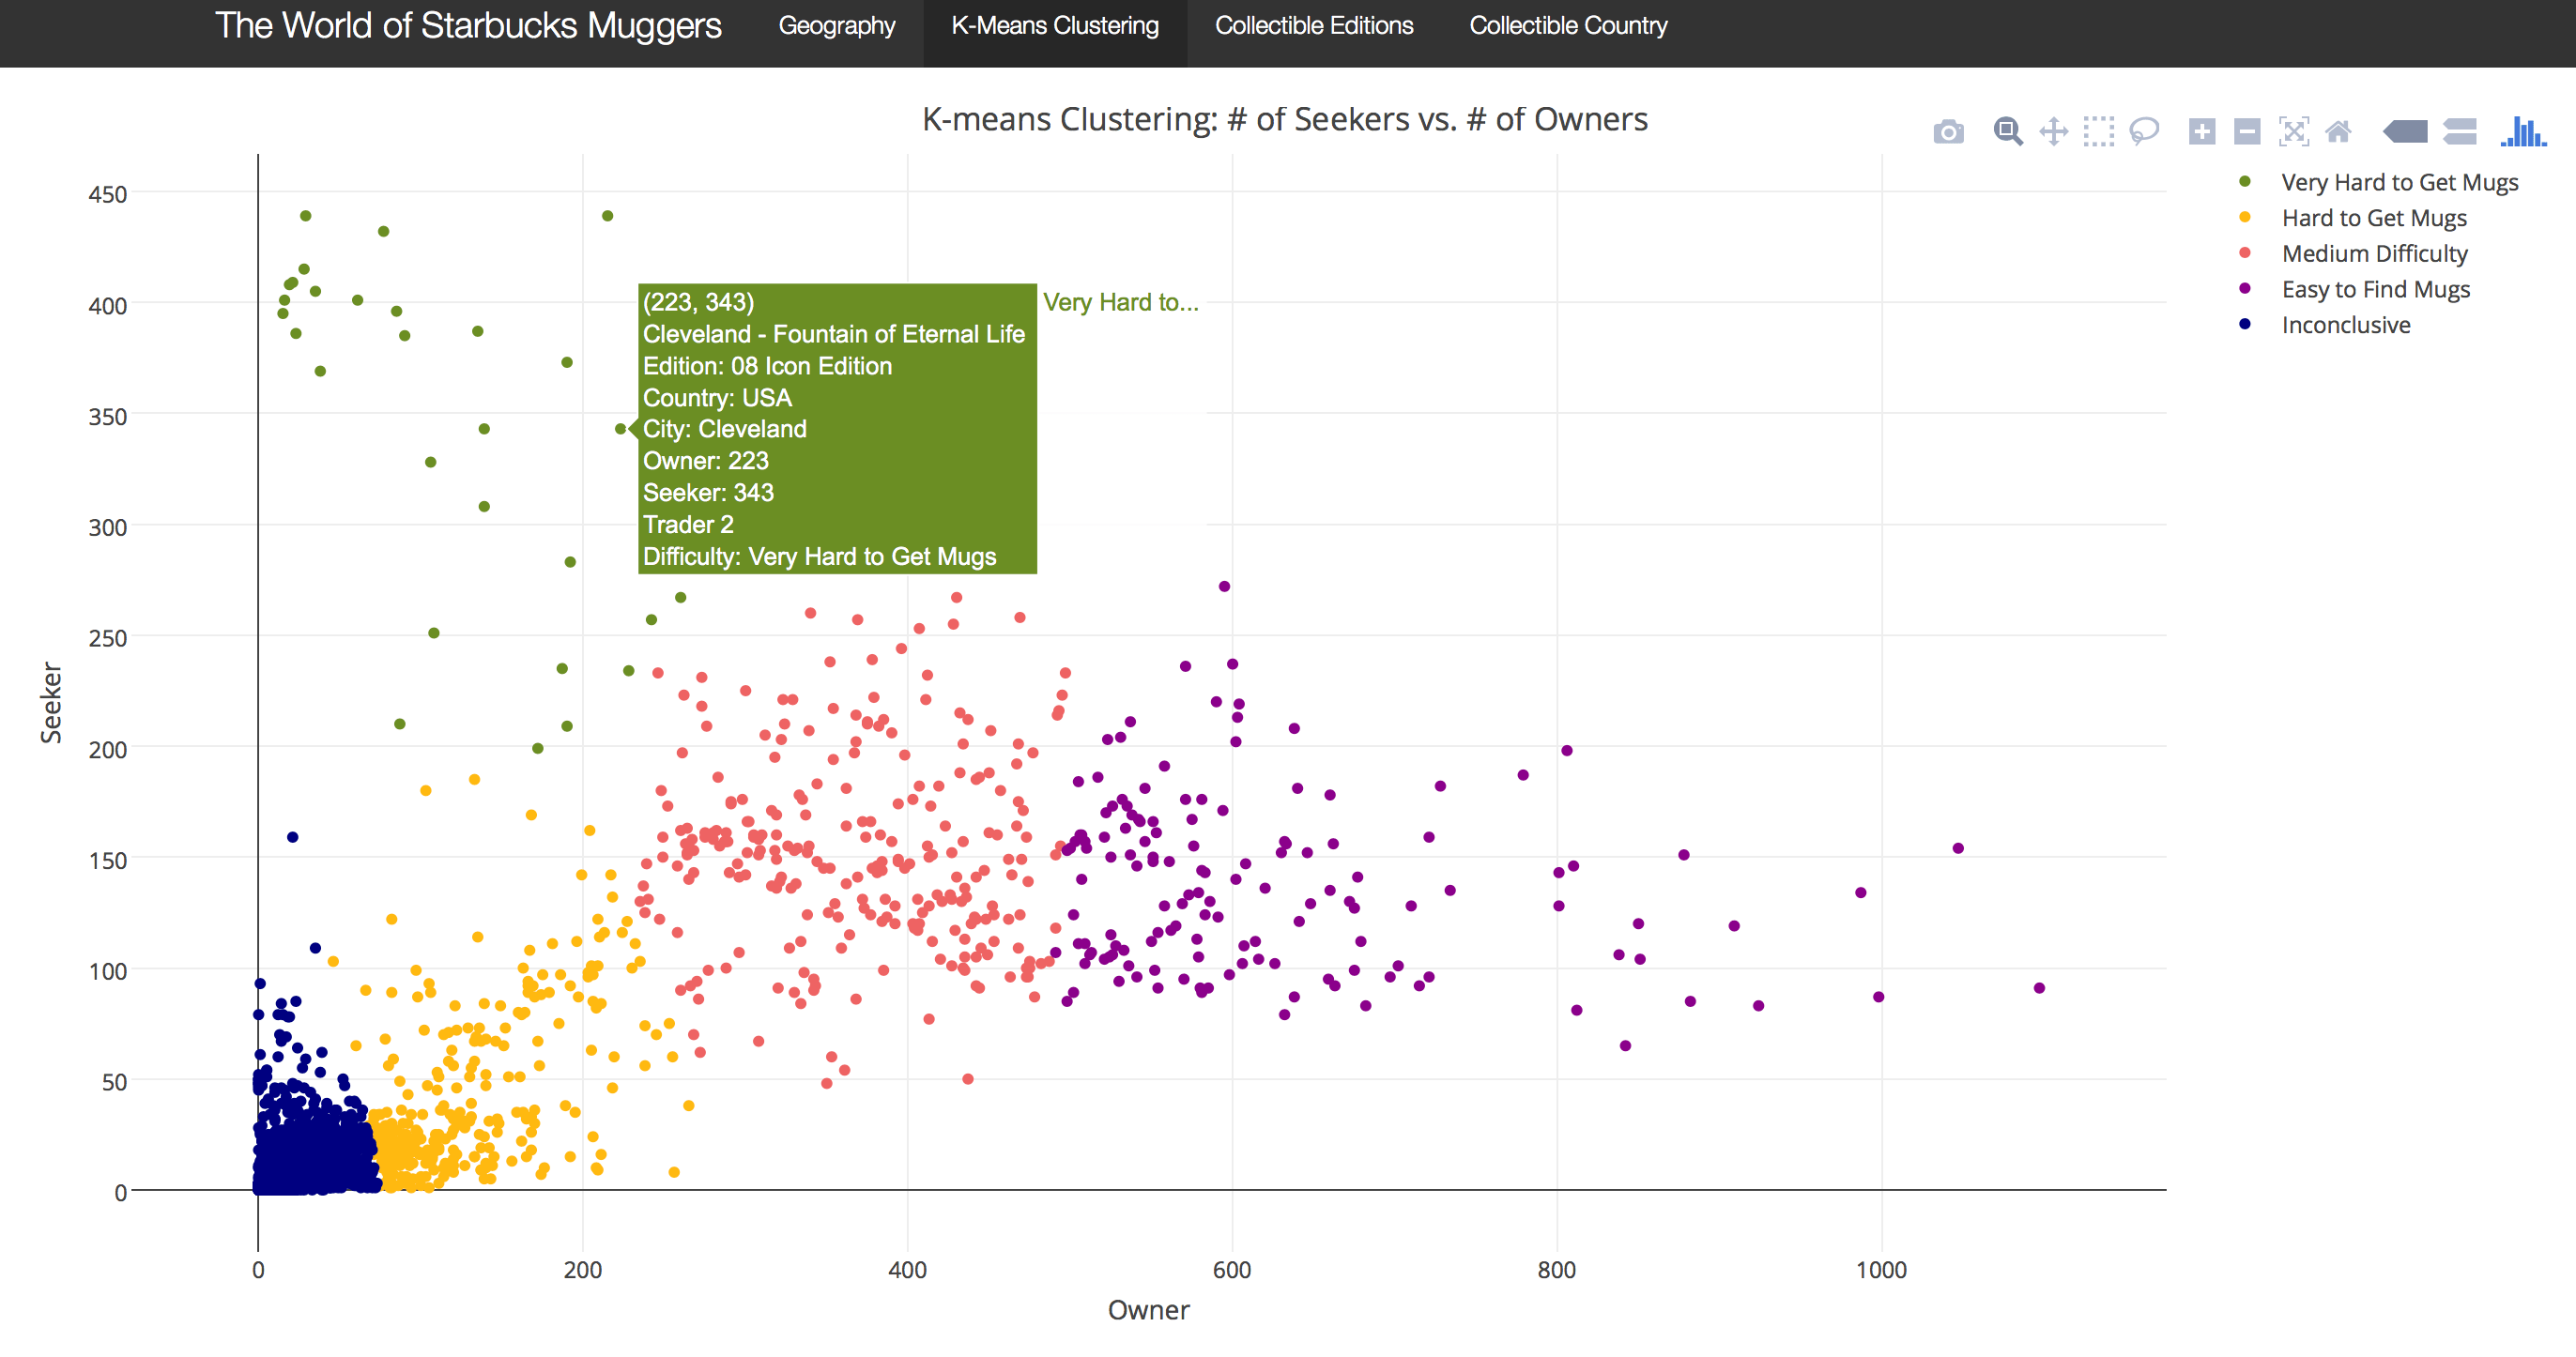 The World of Starbucks Muggers Geography K-Means Clustering Collectible Editions Collectible Country
K-means Clustering: # of Seekers vs. # of Owners
Very Hard to Get Mugs
Hard to Get Mugs
Medium Difficulty
Easy to Find Mugs
Inconclusive
(223, 343)
Cleveland - Fountain of Eternal Life
Edition: 08 Icon Edition
Country: USA
City: Cleveland
Owner: 223
Seeker: 343
Trader 2
Difficulty: Very Hard to Get Mugs
Very Hard to...
Seeker
450
400
350
300
250
200
150
100
50
0
0 200 400 600 800 1000
Owner